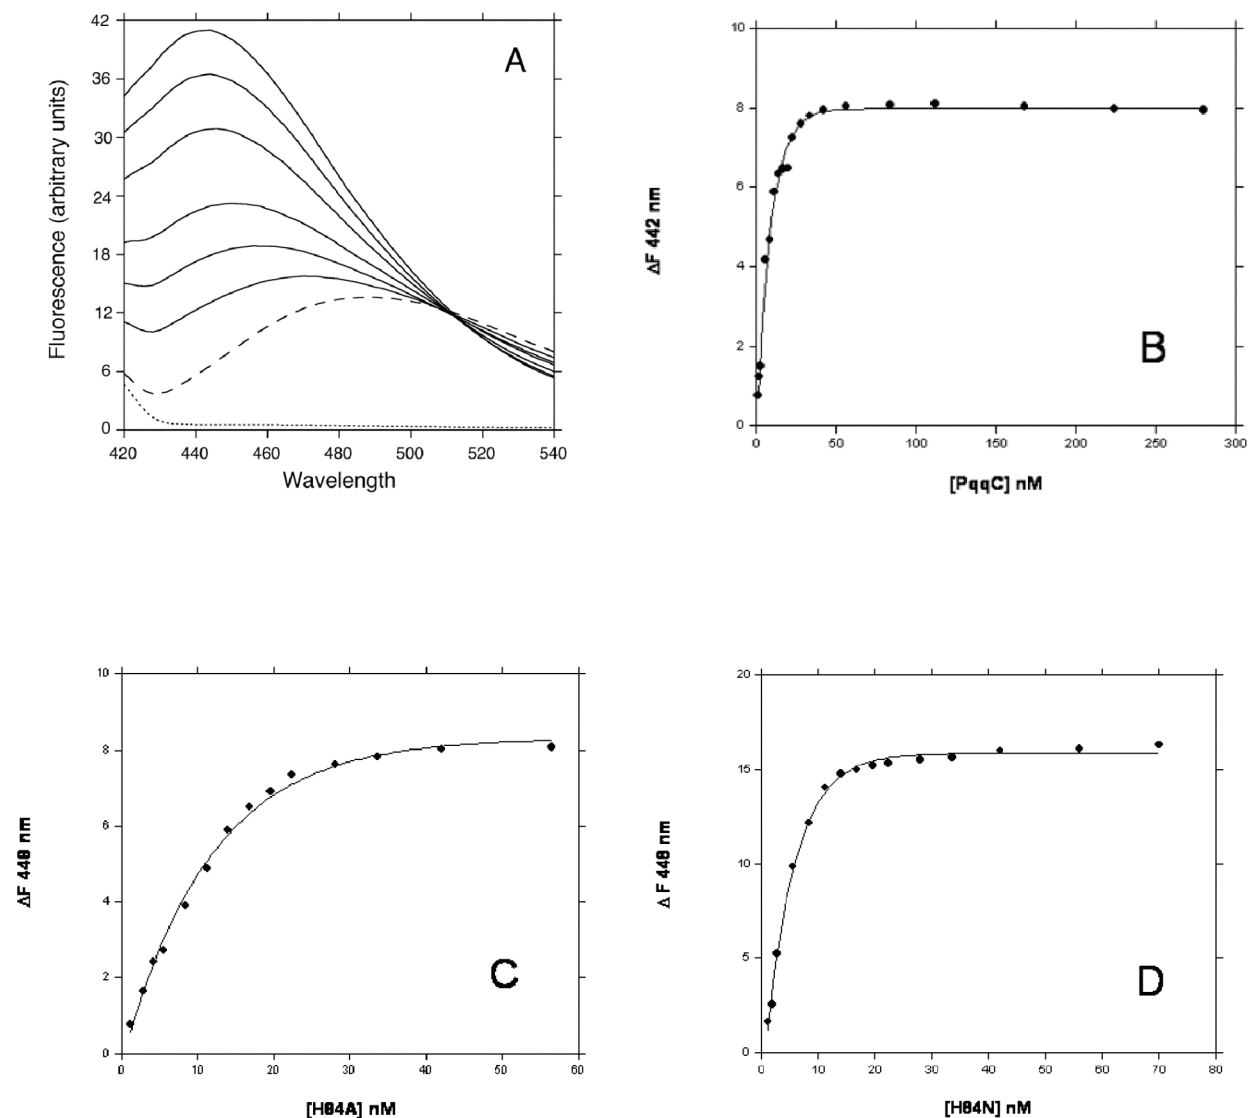 A
Fluorescence (arbitrary units)
42
36
30
24
18
12
6
0
420 440 460 480 500 520 540
Wavelength
B
ΔF 442 nm
10
8
6
4
2
0
0 50 100 150 200 250 300
[PqqC] nM
C
ΔF 448 nm
10
8
6
4
2
0
0 10 20 30 40 50 60
[H84A] nM
D
Δ F 448 nm
20
15
10
5
0
0 10 20 30 40 50 60 70 80
[H84N] nM